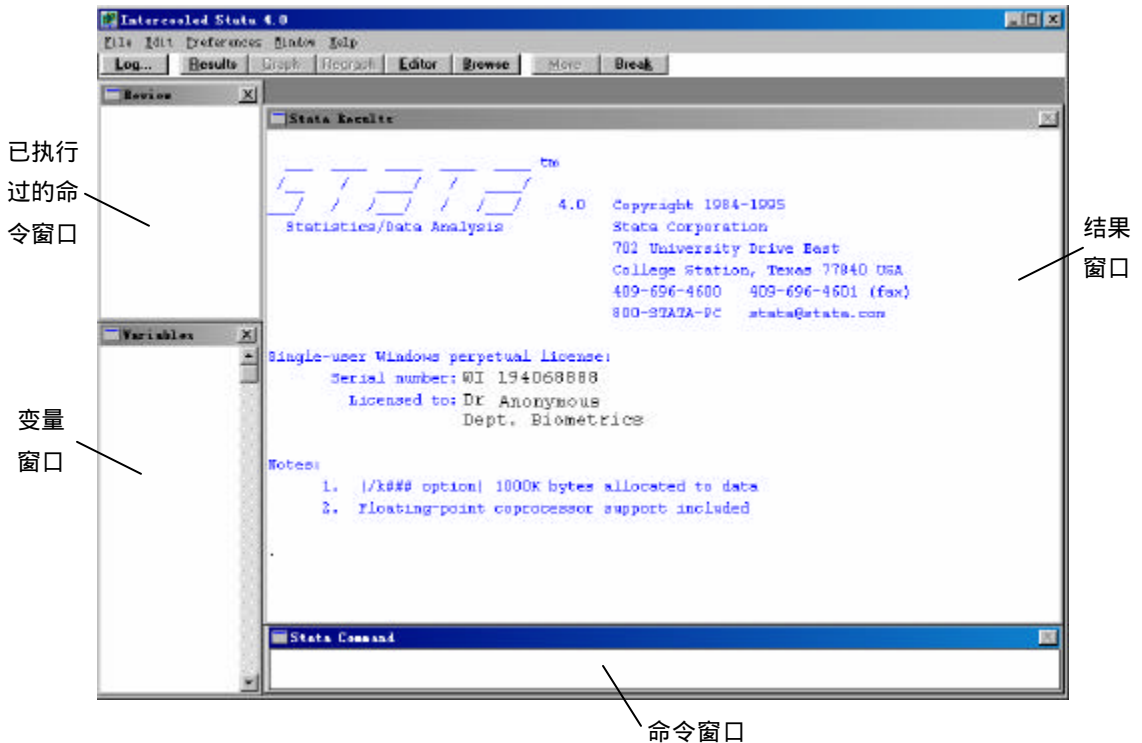 Intercooled Stata 4.0
File Edit Preferences Window Help
Log... Results Graph Regraph Editor Browse More Break
Review
Stata Results
已执行
过的命
令窗口
tm
STATA
4.0 Copyright 1984-1995
Statistics/Data Analysis Stata Corporation
702 University Drive East
College Station, Texas 77840 USA
409-696-4600 409-696-4601 (fax)
800-STATA-PC stata@stata.com
结果
窗口
Variables
Single-user Windows perpetual license:
Serial number: WI 194068888
Licensed to: Dr Anonymous
Dept. Biometrics
变量
窗口
Notes:
1. (/k### option) 1000K bytes allocated to data
2. Floating-point coprocessor support included
.
Stata Command
命令窗口